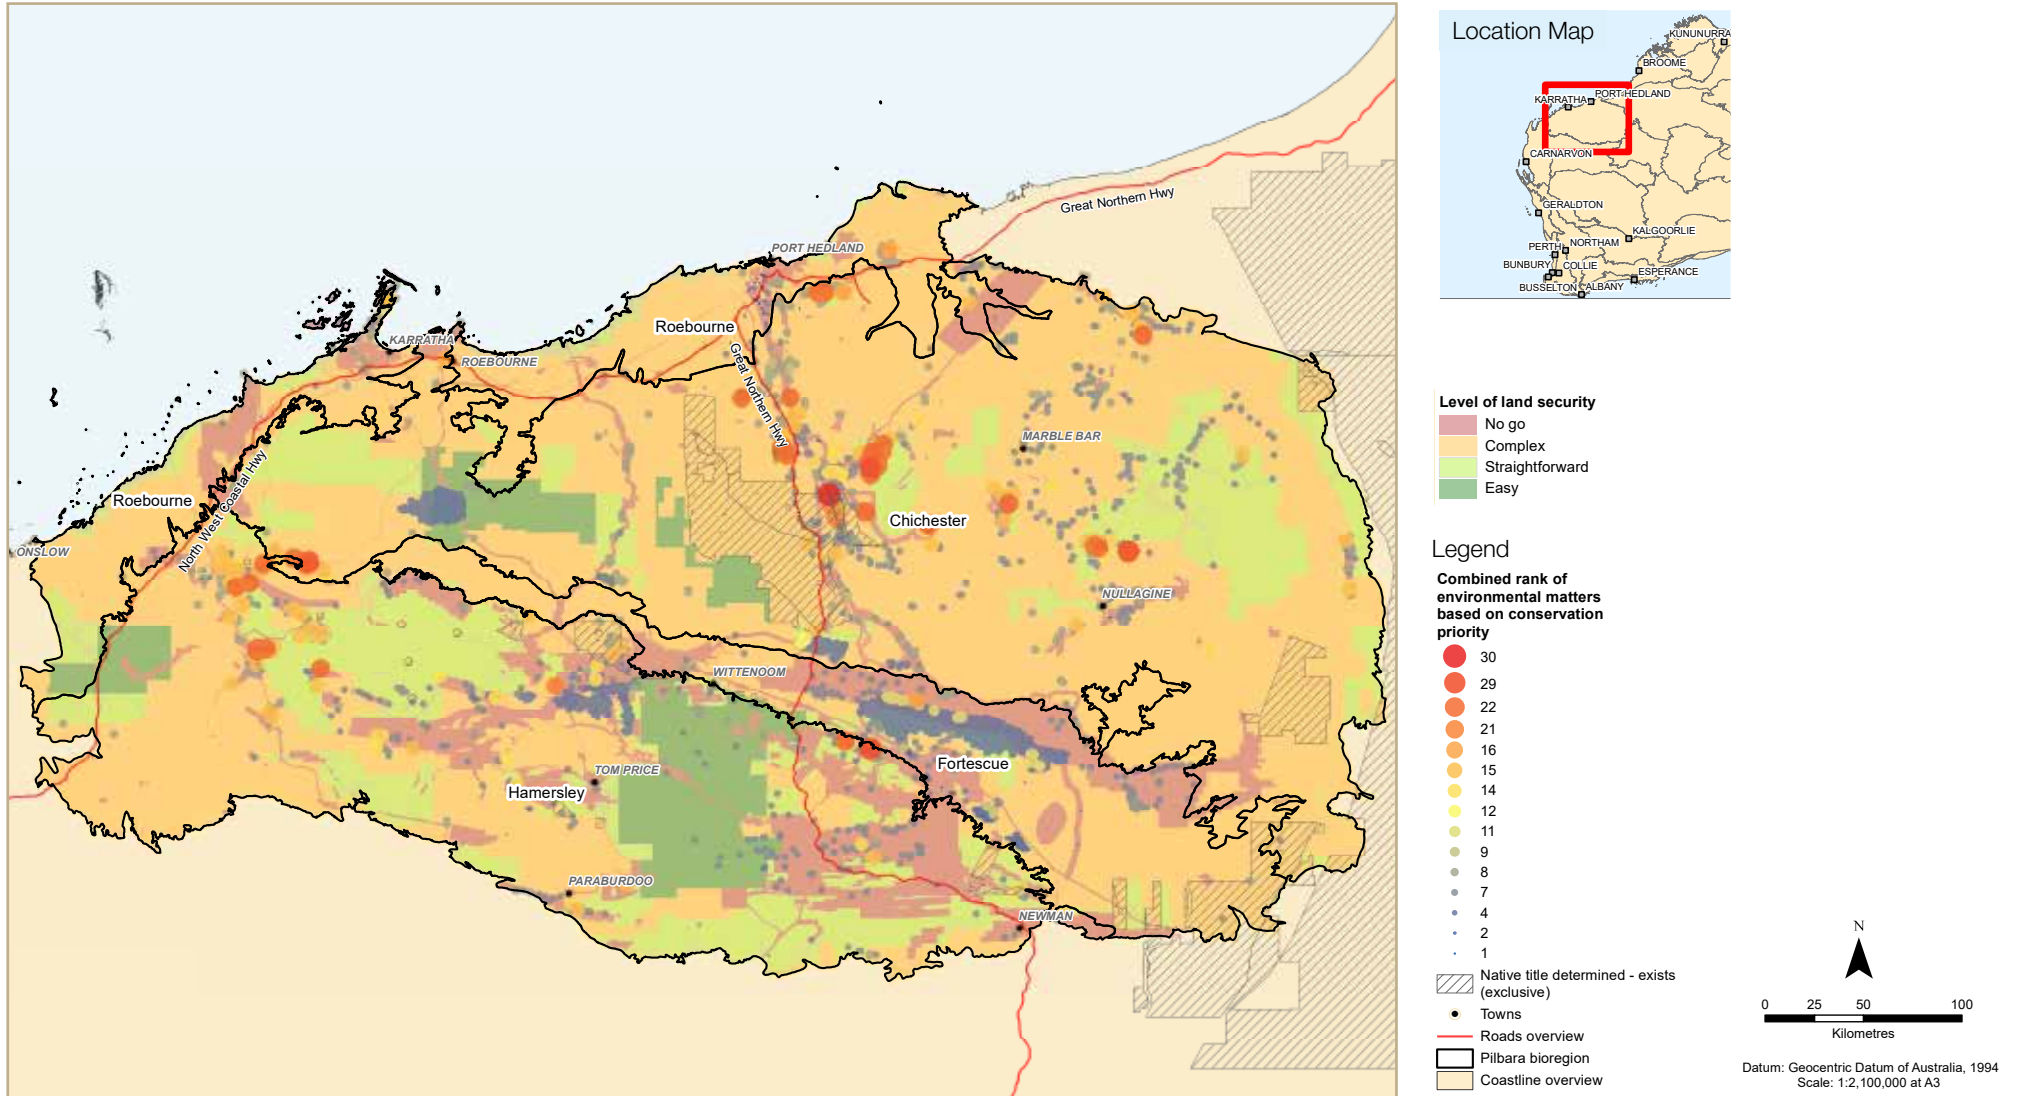 Great Northern Hwy
PORT HEDLAND
Roebourne
KARRATHA
ROEBOURNE
Great Northern Hwy
MARBLE BAR
Roebourne
North West Coastal Hwy
Chichester
ONSLOW
NULLAGINE
WITTENOOM
Fortescue
TOM PRICE
Hamersley
PARABURDOO
NEWMAN
Location Map
KUNUNURRA
BROOME
KARRATHA
PORT HEDLAND
CARNARVON
GERALDTON
KALGOORLIE
PERTH
NORTHAM
BUNBURY
COLLIE
ESPERANCE
BUSSELTON
ALBANY
Level of land security
No go
Complex
Straightforward
Easy
Legend
Combined rank of
environmental matters
based on conservation
priority
30
29
22
21
16
15
14
12
11
9
8
7
4
2
1
Native title determined - exists
(exclusive)
Towns
Roads overview
Pilbara bioregion
Coastline overview
N
0 25 50 100
Kilometres
Datum: Geocentric Datum of Australia, 1994
Scale: 1:2,100,000 at A3